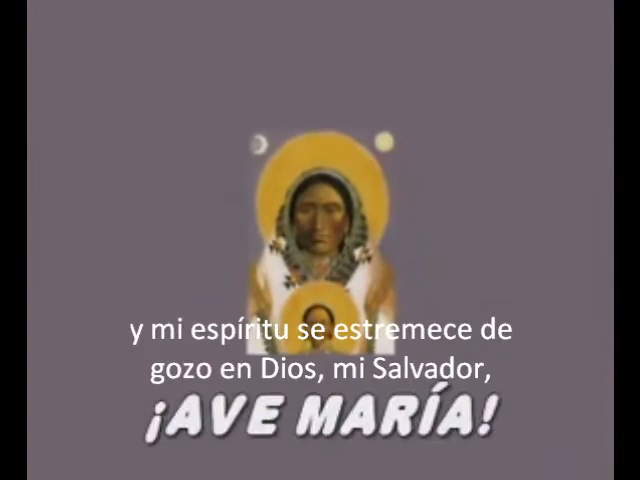 y mi espíritu se estremece de
gozo en Dios, mi Salvador,
¡AVE MARÍA!